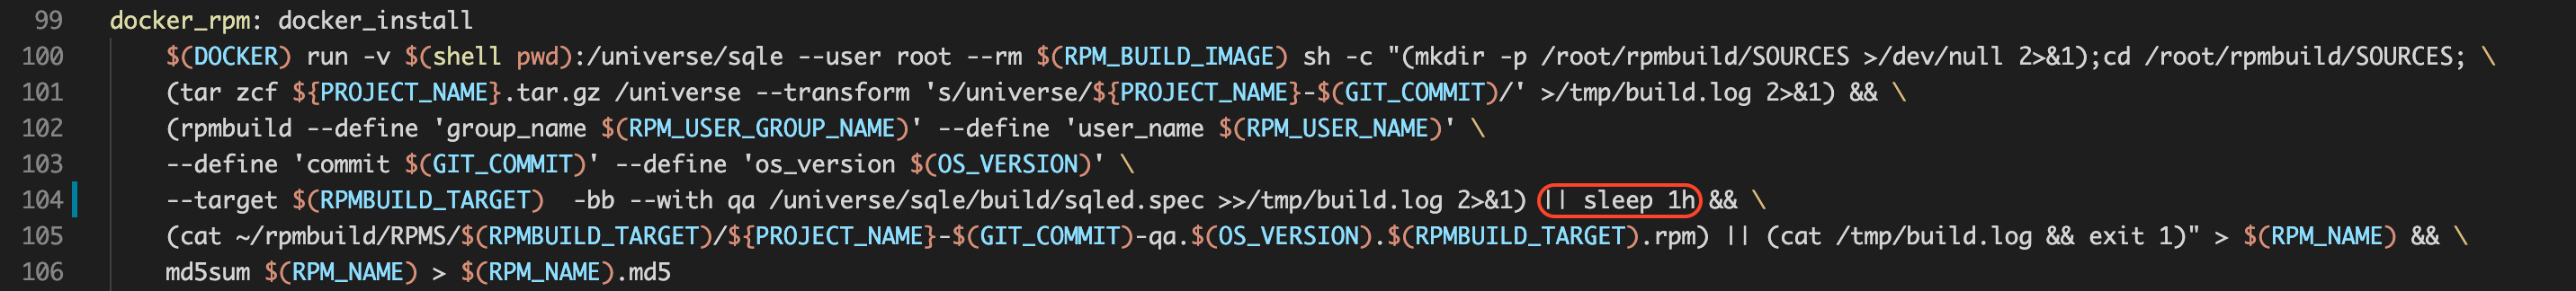 99 docker_rpm: docker_install
100 $(DOCKER) run -v $(shell pwd):/universe/sqle --user root --rm $(RPM_BUILD_IMAGE) sh -c "(mkdir -p /root/rpmbuild/SOURCES >/dev/null 2>&1);cd /root/rpmbuild/SOURCES; \
101 (tar zcf ${PROJECT_NAME}.tar.gz /universe --transform 's/universe/${PROJECT_NAME}-$(GIT_COMMIT)/' >/tmp/build.log 2>&1) && \
102 (rpmbuild --define 'group_name $(RPM_USER_GROUP_NAME)' --define 'user_name $(RPM_USER_NAME)' \
103 --define 'commit $(GIT_COMMIT)' --define 'os_version $(OS_VERSION)' \
104 --target $(RPMBUILD_TARGET)  -bb --with qa /universe/sqle/build/sqled.spec >>/tmp/build.log 2>&1) || sleep 1h && \
105 (cat ~/rpmbuild/RPMS/$(RPMBUILD_TARGET)/${PROJECT_NAME}-$(GIT_COMMIT)-qa.$(OS_VERSION).$(RPMBUILD_TARGET).rpm) || (cat /tmp/build.log && exit 1)" > $(RPM_NAME) && \
106 md5sum $(RPM_NAME) > $(RPM_NAME).md5